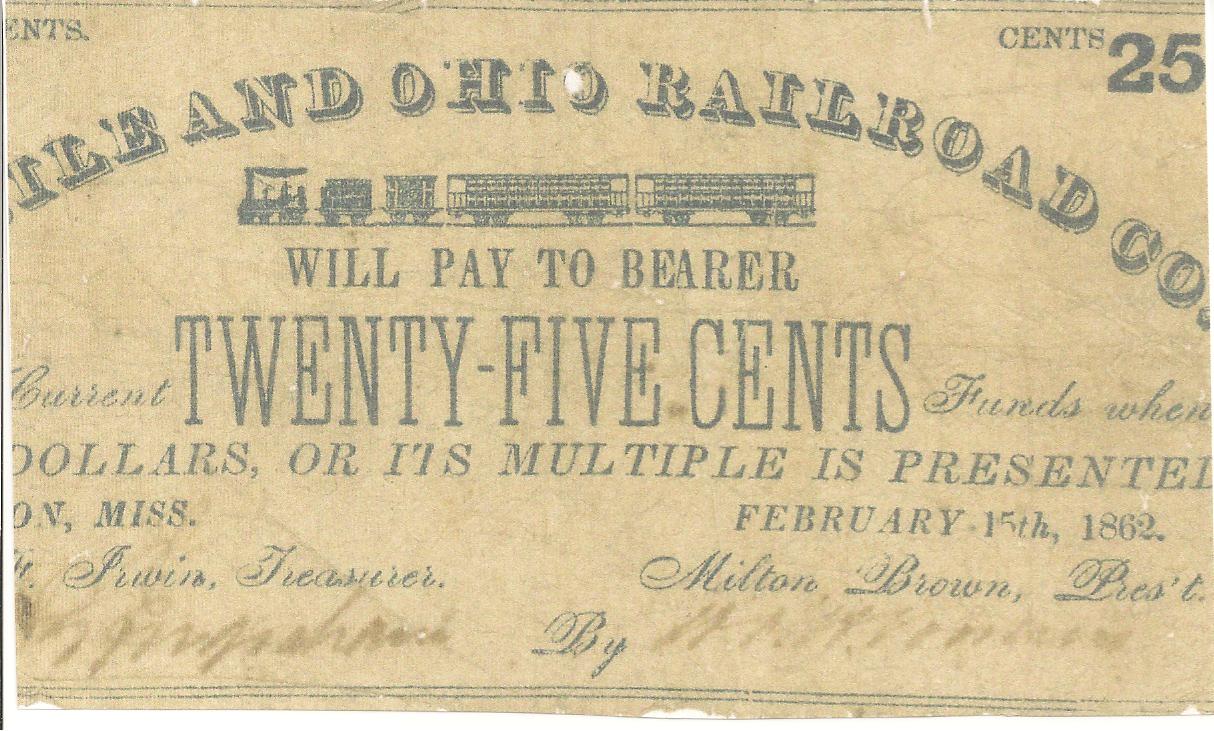 ENTS. CENTS 25
ILE AND OHIO RAILROAD CO.
WILL PAY TO BEARER
Current TWENTY-FIVE CENTS Funds when
DOLLARS, OR ITS MULTIPLE IS PRESENTED
ON, MISS. FEBRUARY 15th, 1862.
F. Irwin, Treasurer. Milton Brown, Pres't.
By